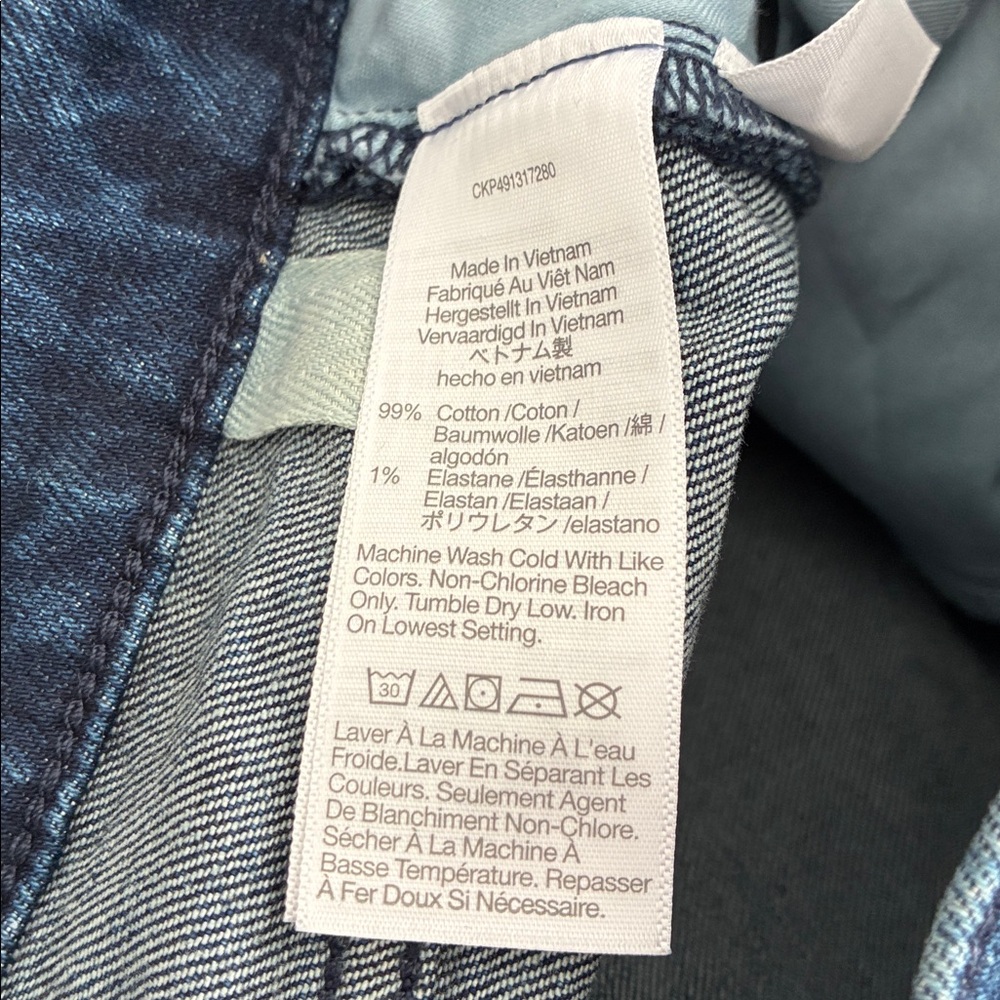 CKP491317280
Made In Vietnam
Fabriqué Au Viêt Nam
Hergestellt In Vietnam
Vervaardigd In Vietnam
ベトナム製
hecho en vietnam
99% Cotton /Coton /
Baumwolle /Katoen /綿 /
algodón
1% Elastane /Élasthanne /
Elastan /Elastaan /
ポリウレタン /elastano
Machine Wash Cold With Like
Colors. Non-Chlorine Bleach
Only. Tumble Dry Low. Iron
On Lowest Setting.
30
Laver À La Machine À L'eau
Froide.Laver En Séparant Les
Couleurs. Seulement Agent
De Blanchiment Non-Chlore.
Sécher À La Machine À
Basse Température. Repasser
À Fer Doux Si Nécessaire.